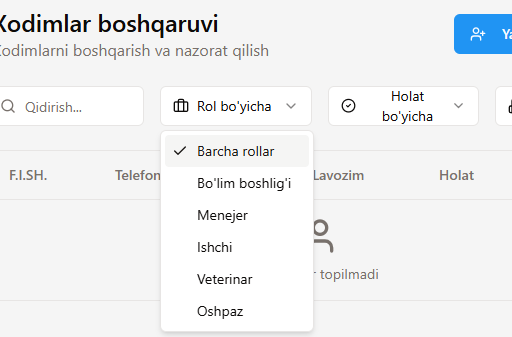 Xodimlar boshqaruvi
Xodimlarni boshqarish va nazorat qilish
Qidirish...
Rol bo'yicha
Holat
bo'yicha
Barcha rollar
F.I.SH.
Telefon
Lavozim
Holat
Bo'lim boshlig'i
Menejer
Ishchi
Veterinar
topilmadi
Oshpaz